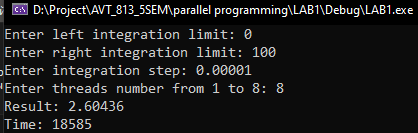 D:\Project\AVT_813_5SEM\parallel programming\LAB1\Debug\LAB1.exe
Enter left integration limit: 0
Enter right integration limit: 100
Enter integration step: 0.00001
Enter threads number from 1 to 8: 8
Result: 2.60436
Time: 18585